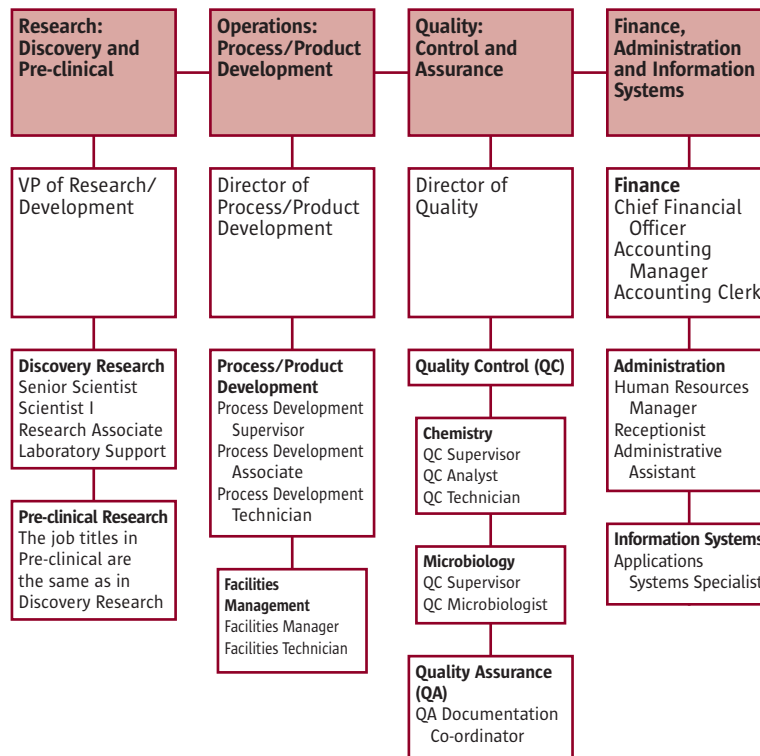 Research:
Discovery and
Pre-clinical
VP of Research/
Development
Discovery Research
Senior Scientist
Scientist I
Research Associate
Laboratory Support
Pre-clinical Research
The job titles in
Pre-clinical are
the same as in
Discovery Research
Operations:
Process/Product
Development
Director of
Process/Product
Development
Process/Product
Development
Process Development
Supervisor
Process Development
Associate
Process Development
Technician
Facilities
Management
Facilities Manager
Facilities Technician
Quality:
Control and
Assurance
Director of
Quality
Quality Control (QC)
Chemistry
QC Supervisor
QC Analyst
QC Technician
Microbiology
QC Supervisor
QC Microbiologist
Quality Assurance
(QA)
QA Documentation
Co-ordinator
Finance,
Administration
and Information
Systems
Finance
Chief Financial
Officer
Accounting
Manager
Accounting Clerk
Administration
Human Resources
Manager
Receptionist
Administrative
Assistant
Information Systems
Applications
Systems Specialist